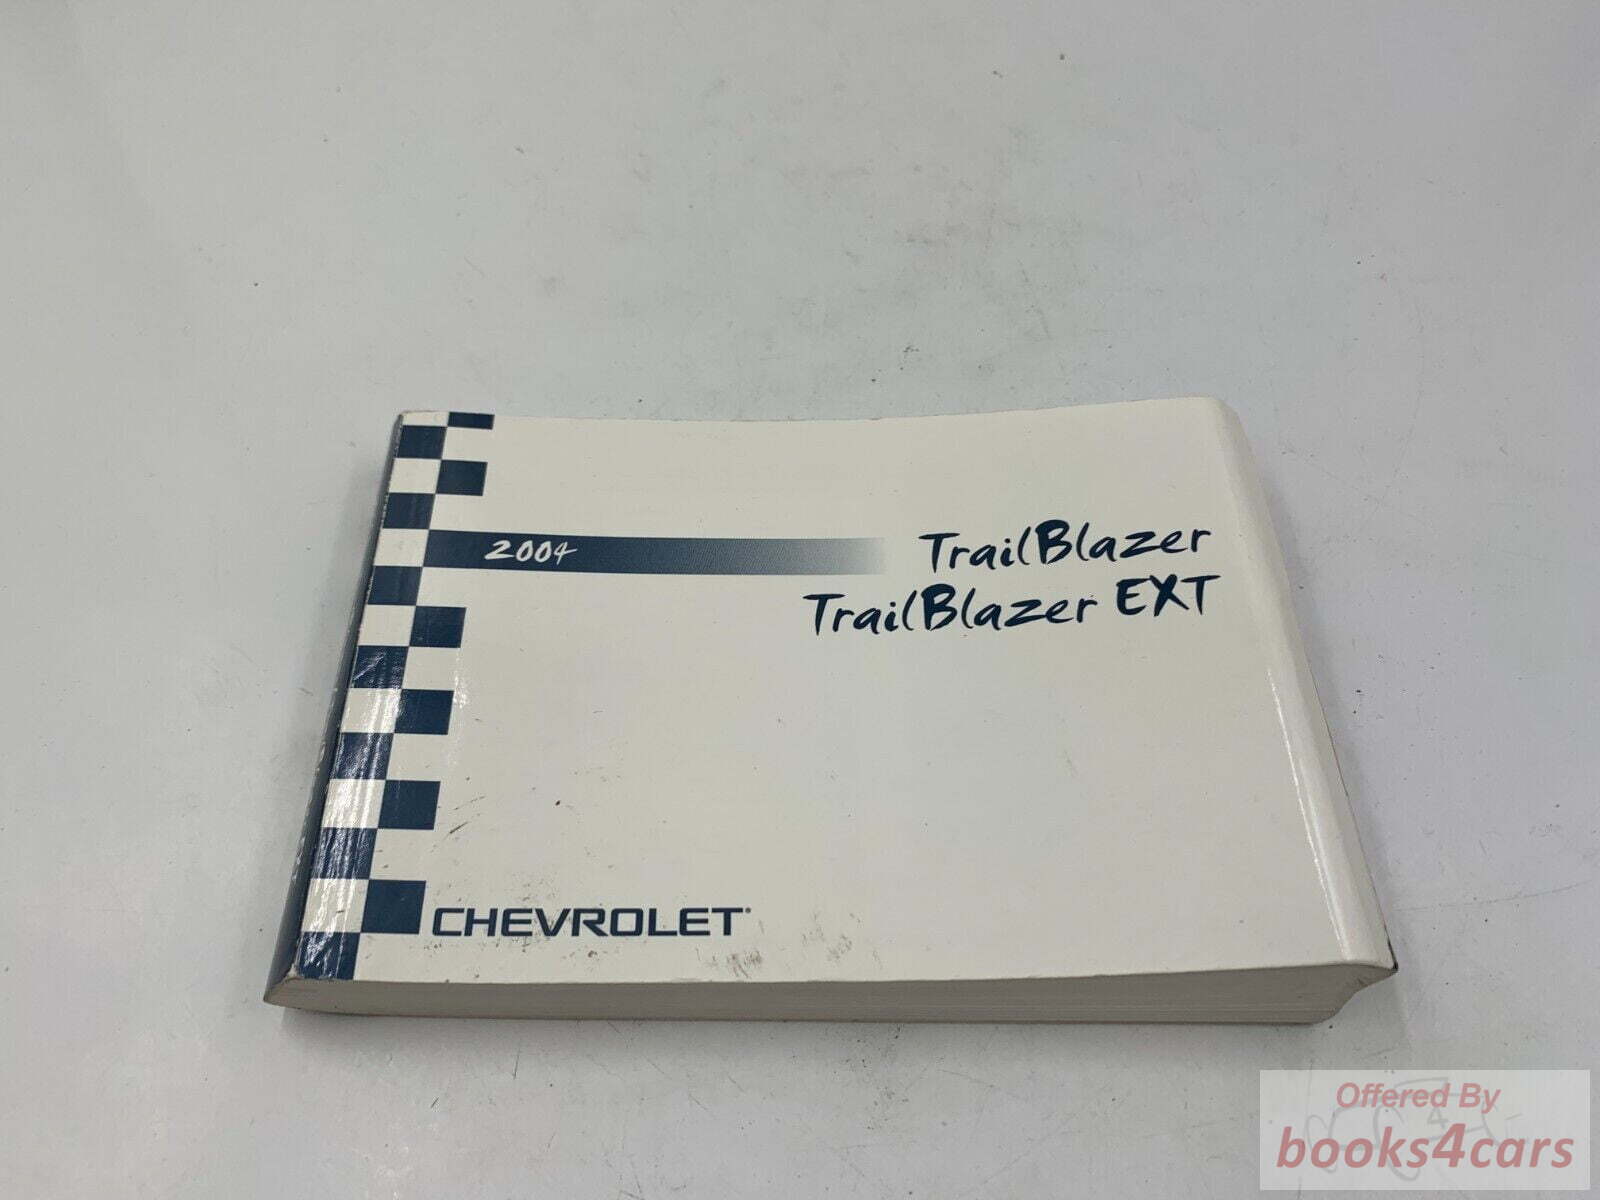 2004
TrailBlazer
TrailBlazer EXT
CHEVROLET
Offered By
books4cars